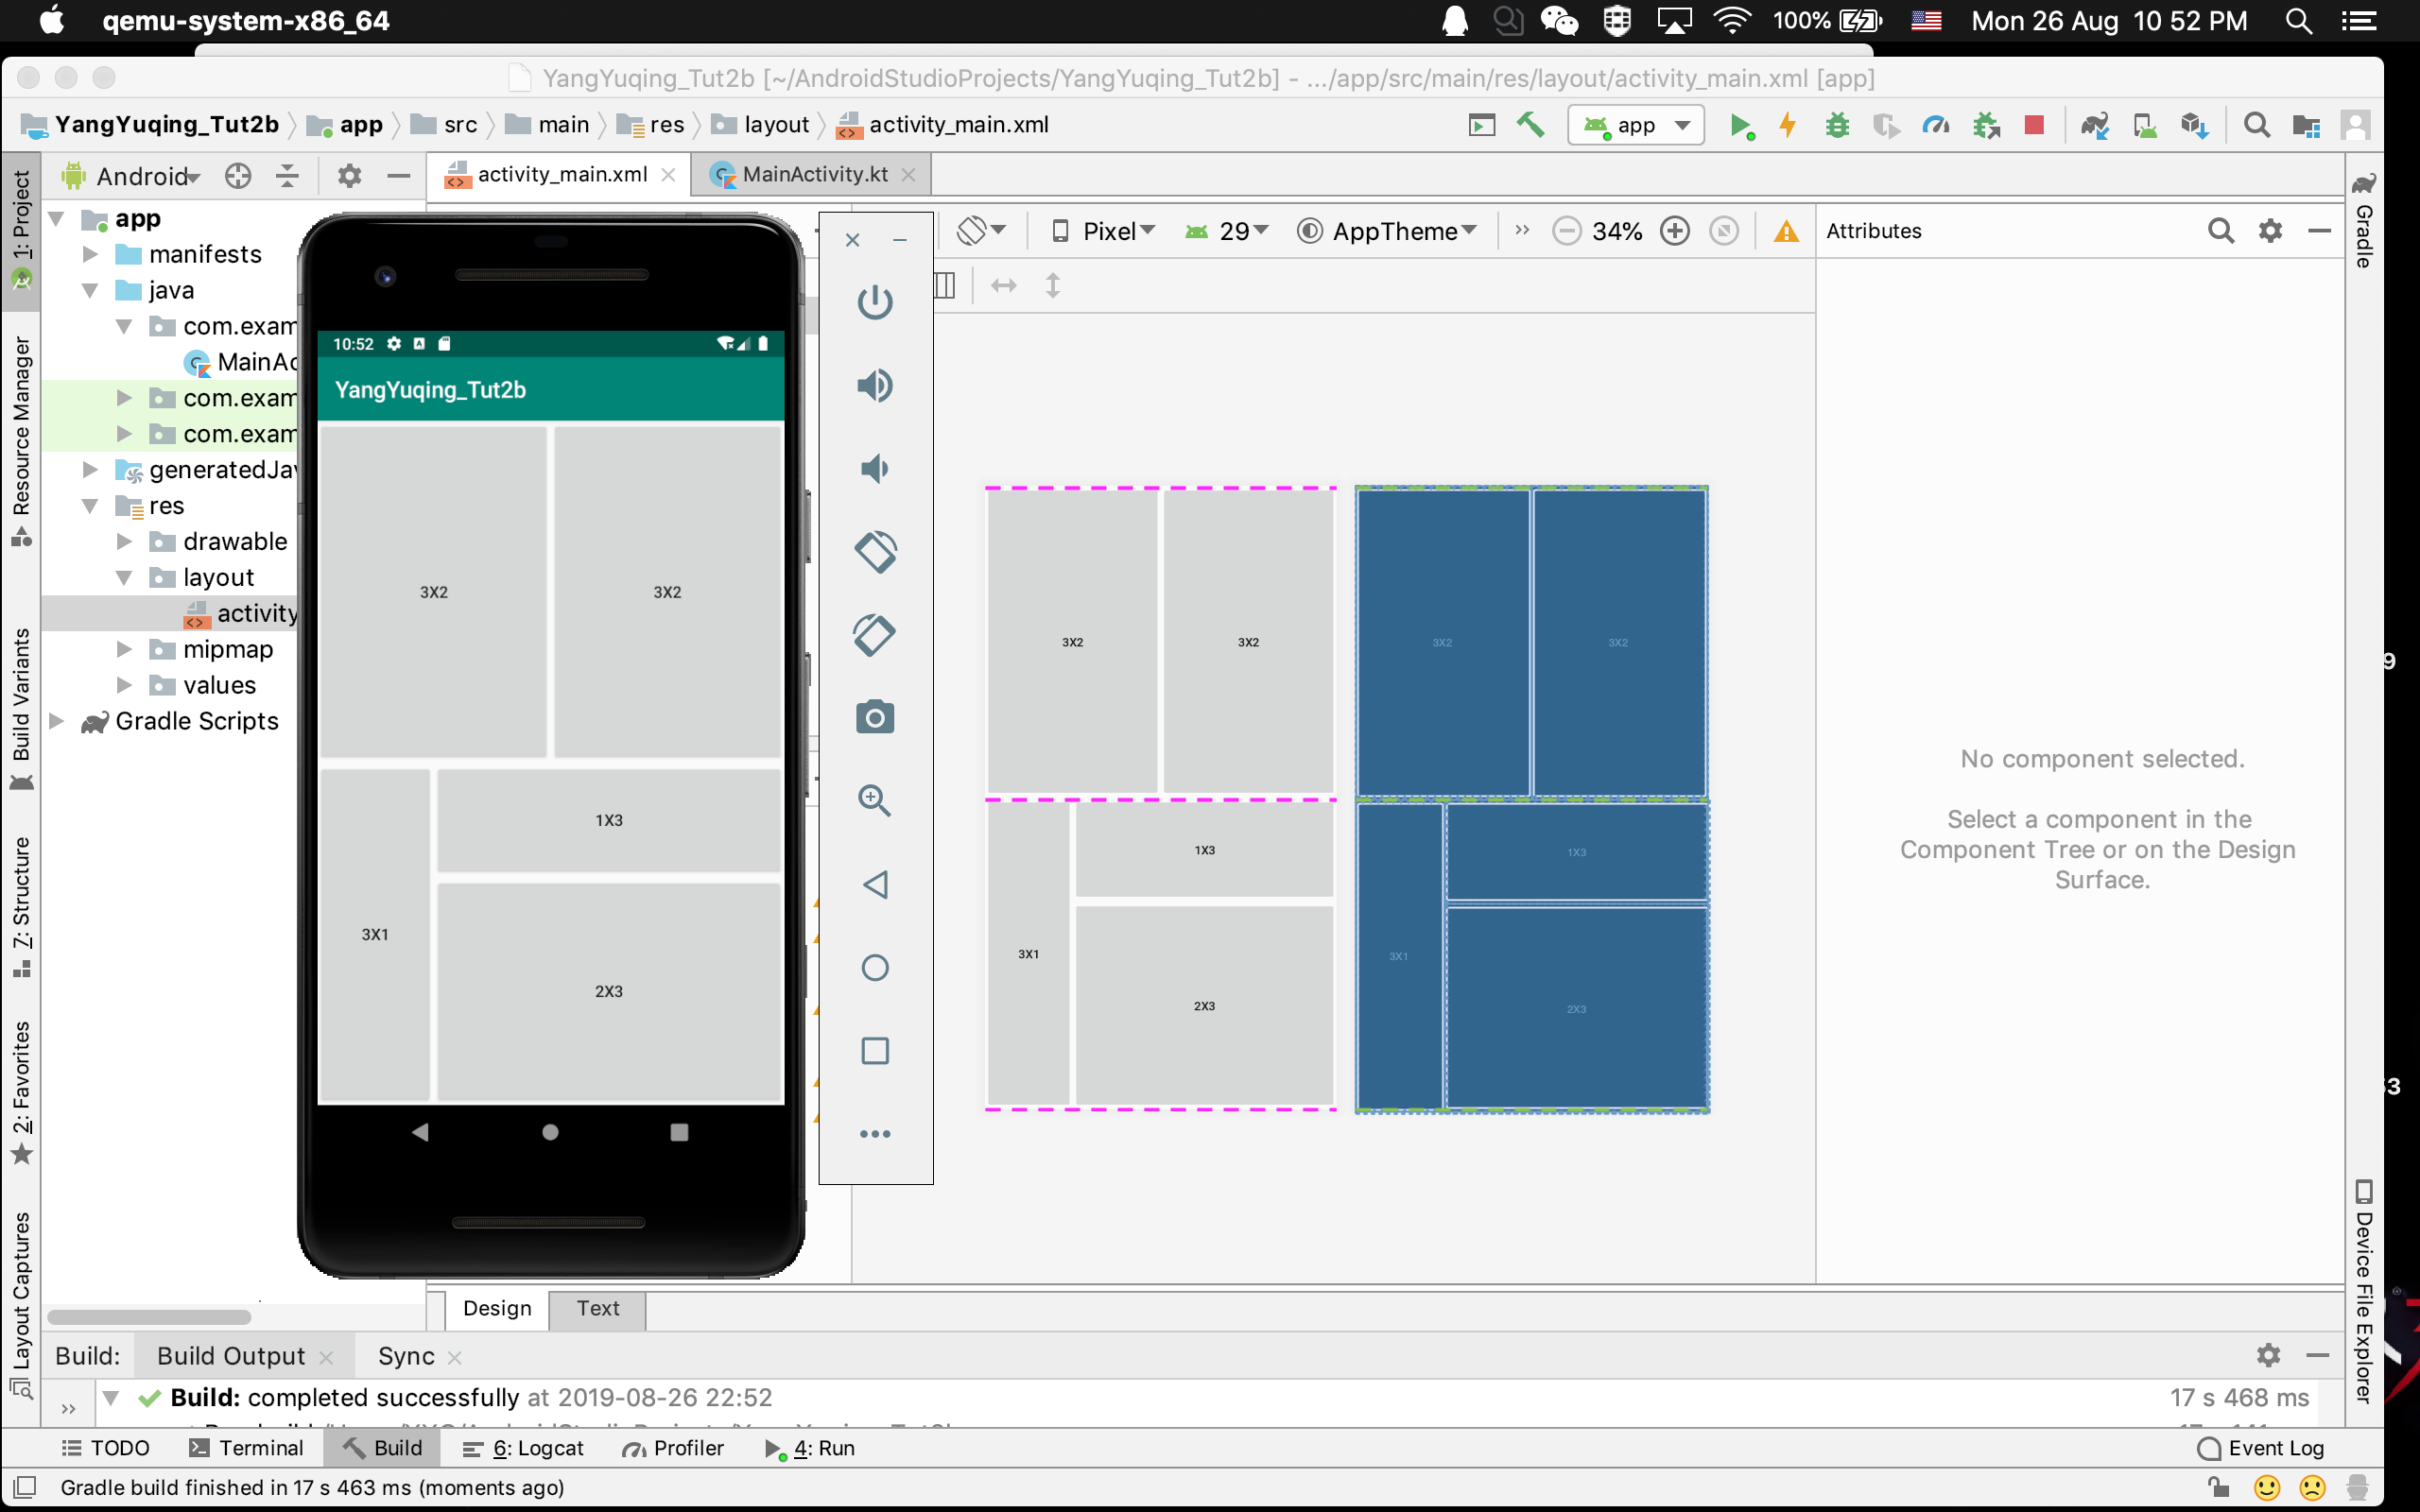 qemu-system-x86_64
100%
Mon 26 Aug 10 52 PM
YangYuqing_Tut2b [~/AndroidStudioProjects/YangYuqing_Tut2b] - .../app/src/main/res/layout/activity_main.xml [app]
YangYuqing_Tut2b
app
src
main
res
layout
activity_main.xml
app
1: Project
Resource Manager
Build Variants
7: Structure
2: Favorites
Layout Captures
Android
activity_main.xml
MainActivity.kt
app
manifests
java
com.exam
MainAc
com.exam
com.exam
generatedJav
res
drawable
layout
activity
mipmap
values
Gradle Scripts
10:52
YangYuqing_Tut2b
3X2
3X2
3X1
1X3
2X3
Pixel
29
AppTheme
34%
3X2
3X2
3X1
1X3
2X3
3X2
3X2
3X1
1X3
2X3
Attributes
No component selected.
Select a component in the
Component Tree or on the Design
Surface.
Gradle
Device File Explorer
9
53
Design
Text
Build:
Build Output
Sync
Build: completed successfully at 2019-08-26 22:52
17 s 468 ms
TODO
Terminal
Build
6: Logcat
Profiler
4: Run
Event Log
Gradle build finished in 17 s 463 ms (moments ago)